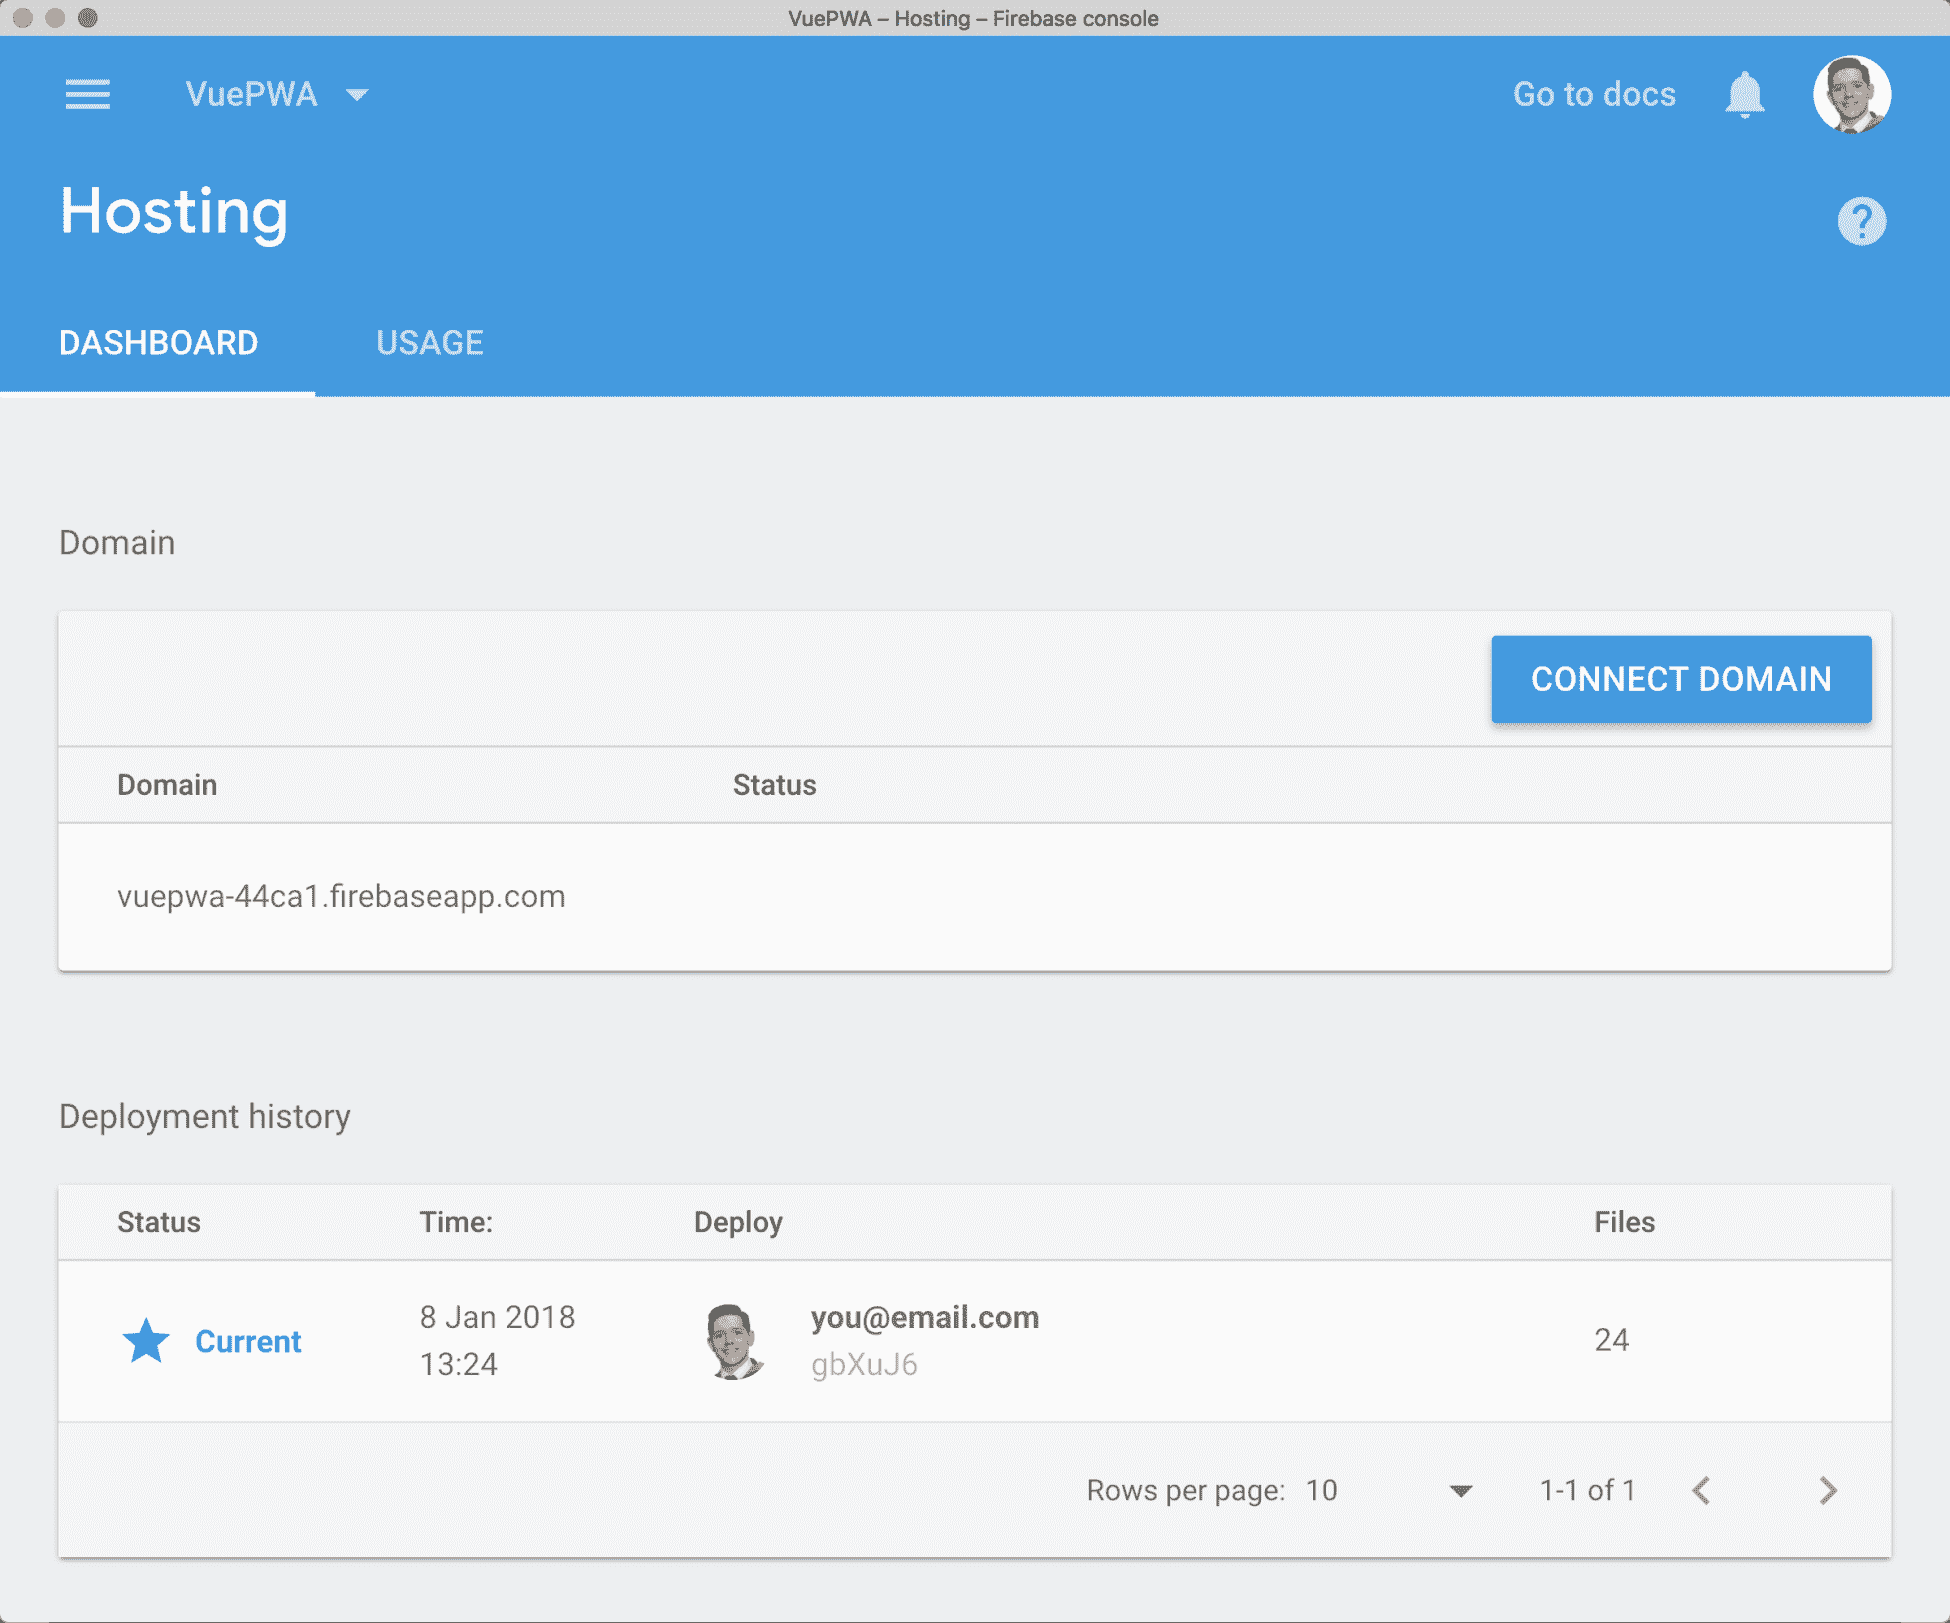 VuePWA – Hosting – Firebase console
VuePWA
Go to docs
Hosting
?
DASHBOARD
USAGE
Domain
CONNECT DOMAIN
Domain
Status
vuepwa-44ca1.firebaseapp.com
Deployment history
Status
Time:
Deploy
Files
Current
8 Jan 2018
13:24
you@email.com
gbXuJ6
24
Rows per page: 10
1-1 of 1